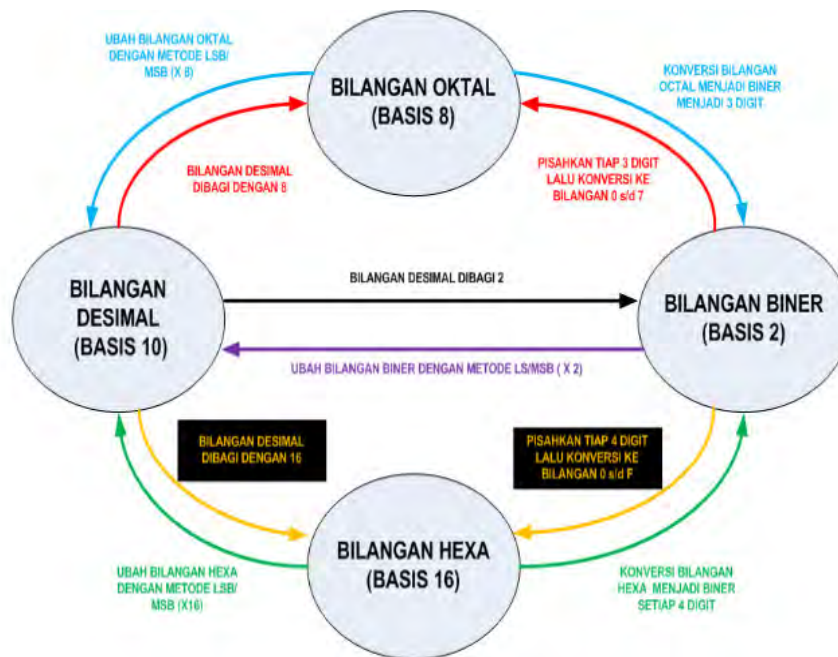 UBAH BILANGAN OKTAL
DENGAN METODE LSB/
MSB (X 8)
BILANGAN OKTAL
(BASIS 8)
KONVERSI BILANGAN
OCTAL MENJADI BINER
MENJADI 3 DIGIT
BILANGAN DESIMAL
DIBAGI DENGAN 8
PISAHKAN TIAP 3 DIGIT
LALU KONVERSI KE
BILANGAN 0 s/d 7
BILANGAN
DESIMAL
(BASIS 10)
BILANGAN DESIMAL DIBAGI 2
BILANGAN BINER
(BASIS 2)
UBAH BILANGAN BINER DENGAN METODE LS/MSB ( X 2)
BILANGAN DESIMAL
DIBAGI DENGAN 16
PISAHKAN TIAP 4 DIGIT
LALU KONVERSI KE
BILANGAN 0 s/d F
BILANGAN HEXA
(BASIS 16)
UBAH BILANGAN HEXA
DENGAN METODE LSB/
MSB (X16)
KONVERSI BILANGAN
HEXA MENJADI BINER
SETIAP 4 DIGIT